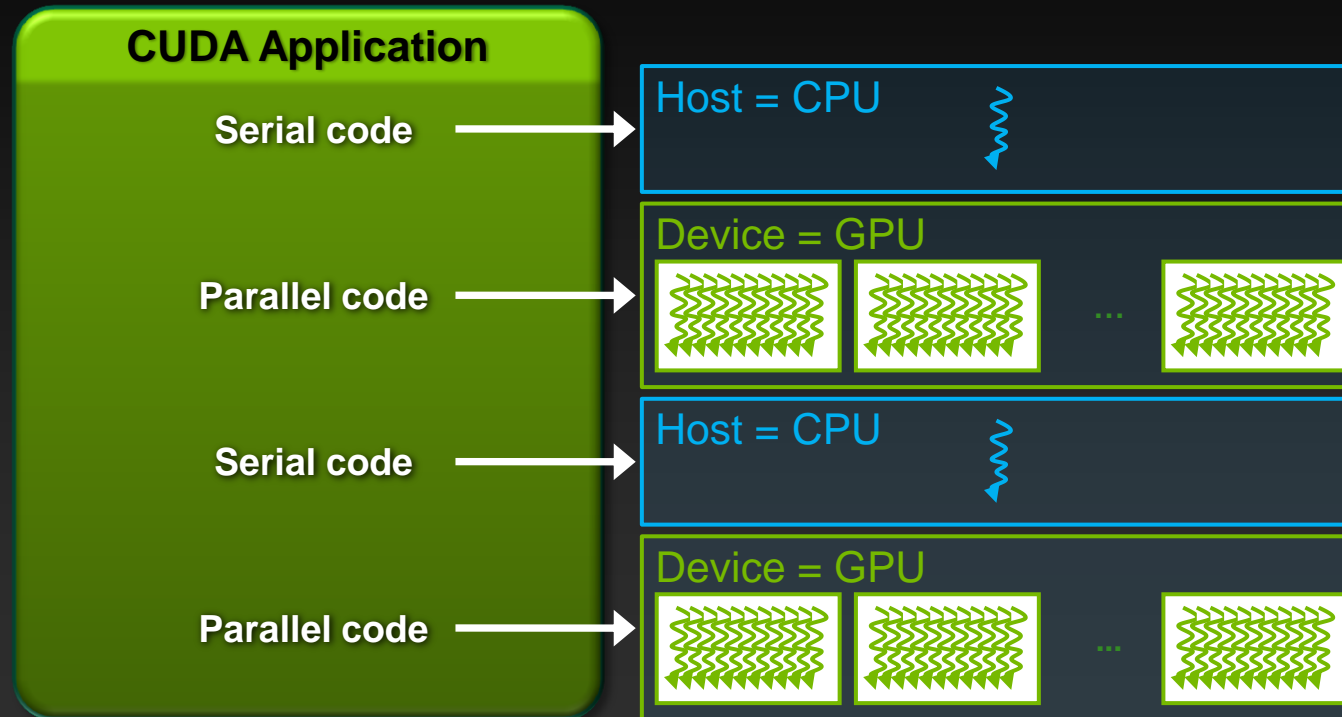 CUDA Application
Serial code
Host = CPU
Parallel code
Device = GPU
...
Serial code
Host = CPU
Parallel code
Device = GPU
...